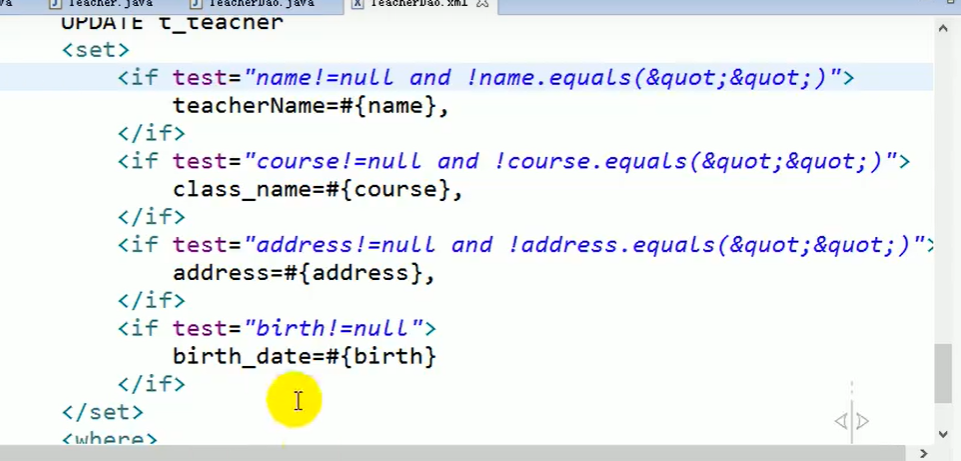 Teacher.java TeacherDao.java TeacherDao.xml
UPDATE t_teacher
<set>
<if test="name!=null and !name.equals(&quot;&quot;)">
teacherName=#{name},
</if>
<if test="course!=null and !course.equals(&quot;&quot;)">
class_name=#{course},
</if>
<if test="address!=null and !address.equals(&quot;&quot;)">
address=#{address},
</if>
<if test="birth!=null">
birth_date=#{birth}
</if>
</set>
<where>